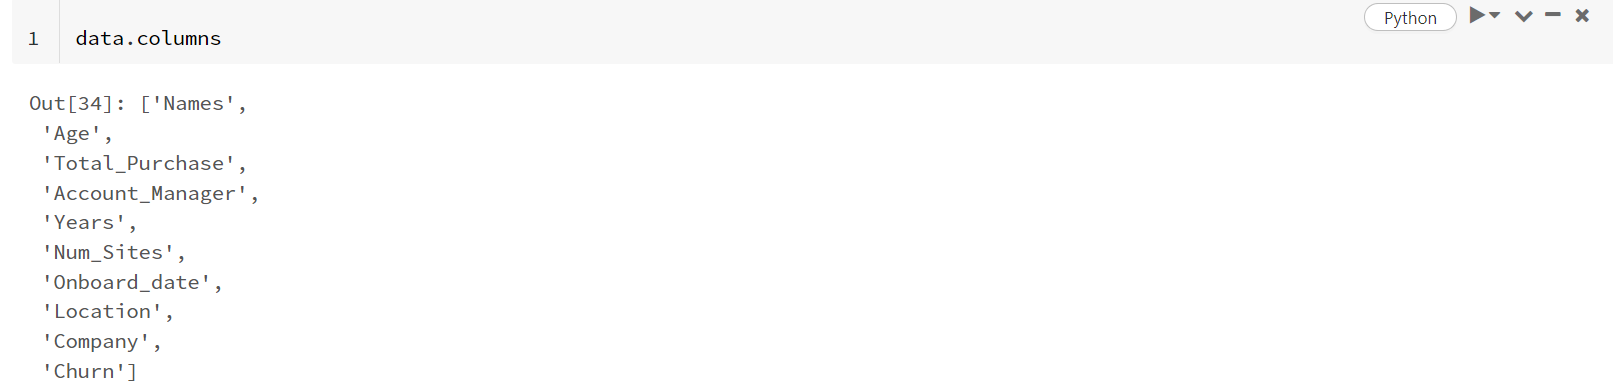 Python
1 data.columns
Out[34]: ['Names',
'Age',
'Total_Purchase',
'Account_Manager',
'Years',
'Num_Sites',
'Onboard_date',
'Location',
'Company',
'Churn']